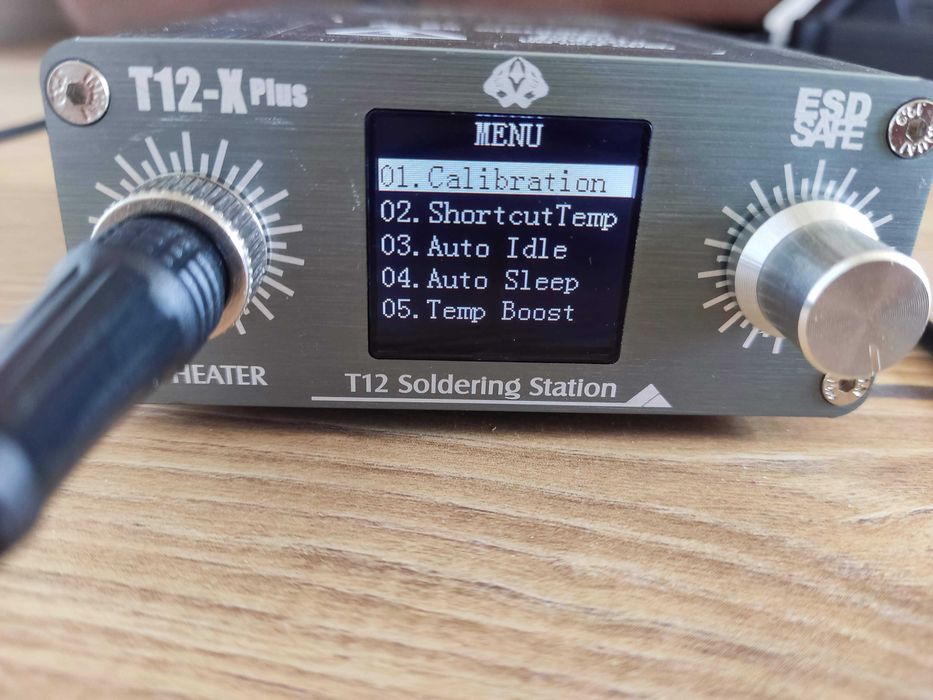 T12-X Plus
ESD
SAFE
MENU
01.Calibration
02.ShortcutTemp
03.Auto Idle
04.Auto Sleep
05.Temp Boost
HEATER
T12 Soldering Station